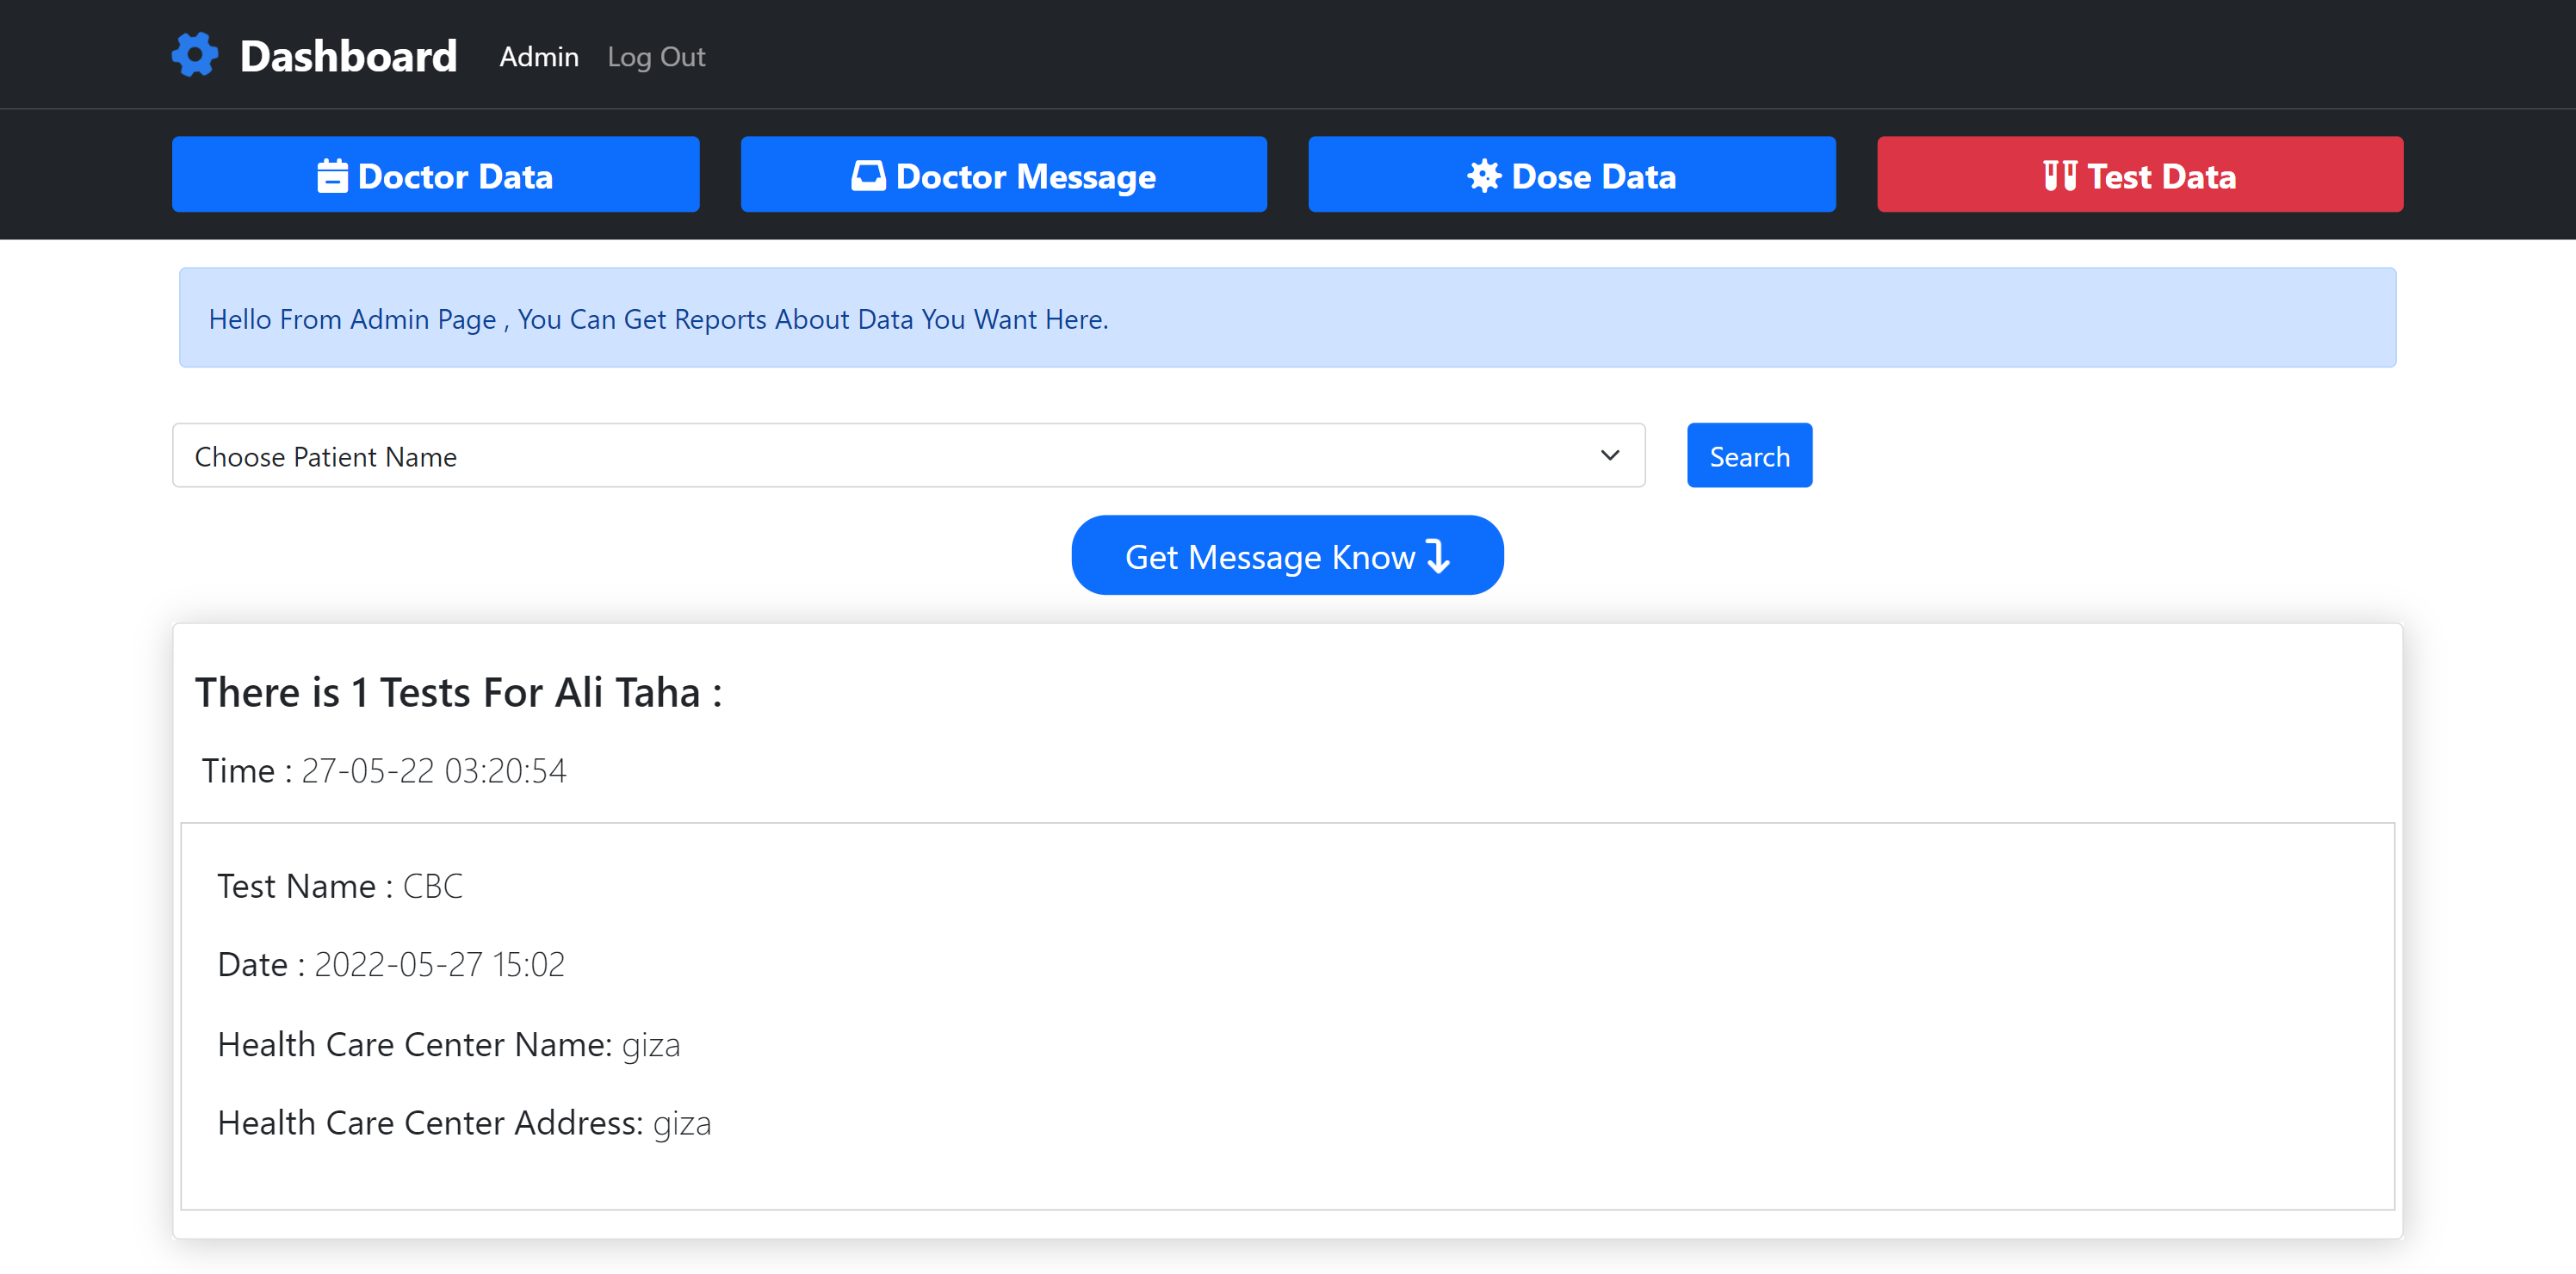 Dashboard Admin Log Out
Doctor Data Doctor Message Dose Data Test Data
Hello From Admin Page , You Can Get Reports About Data You Want Here.
Choose Patient Name Search
Get Message Know
There is 1 Tests For Ali Taha :
Time : 27-05-22 03:20:54
Test Name : CBC
Date : 2022-05-27 15:02
Health Care Center Name: giza
Health Care Center Address: giza